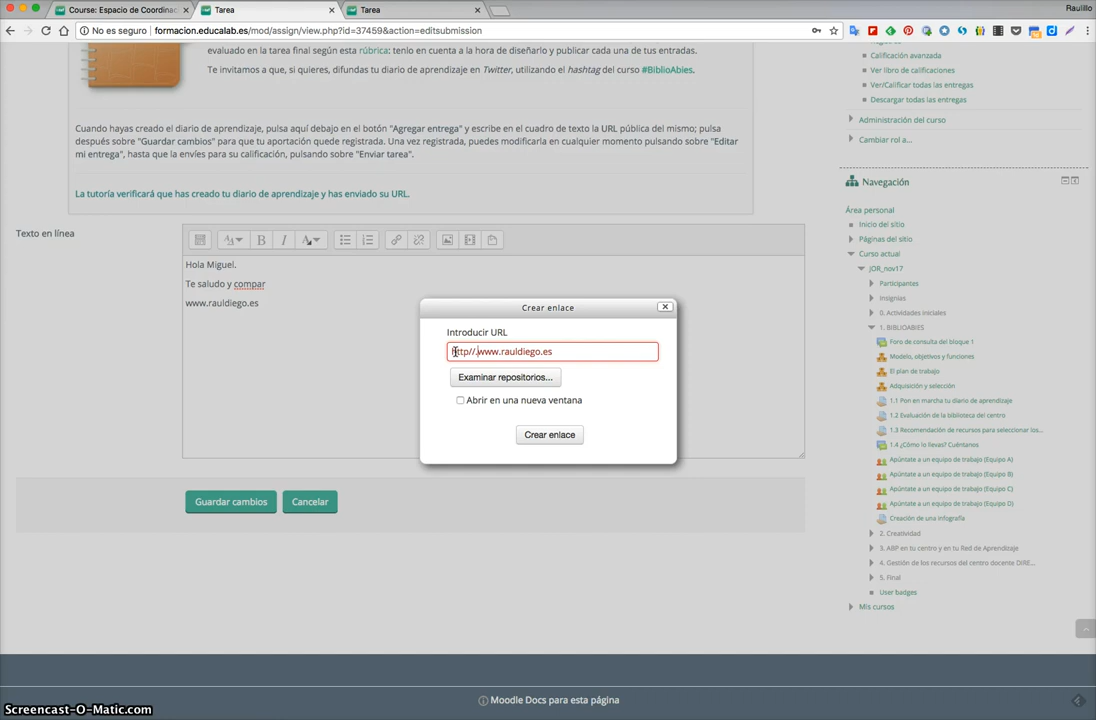 Course: Espacio de Coordinac
Tarea
Tarea
Raulillo
No es seguro
formacion.educalab.es/mod/assign/view.php?id=37459&action=editsubmission
evaluado en la tarea final según esta rúbrica: tenlo en cuenta a la hora de diseñarlo y publicar cada una de tus entradas.
Te invitamos a que, si quieres, difundas tu diario de aprendizaje en Twitter, utilizando el hashtag del curso #BiblioAbies.
Cuando hayas creado el diario de aprendizaje, pulsa aquí debajo en el botón "Agregar entrega" y escribe en el cuadro de texto la URL pública del mismo; pulsa
después sobre "Guardar cambios" para que tu aportación quede registrada. Una vez registrada, puedes modificarla en cualquier momento pulsando sobre "Editar
mi entrega", hasta que la envíes para su calificación, pulsando sobre "Enviar tarea".
La tutoría verificará que has creado tu diario de aprendizaje y has enviado su URL.
Texto en línea
Hola Miguel.
Te saludo y compar
www.rauldiego.es
Crear enlace
Introducir URL
http//.www.rauldiego.es
Examinar repositorios...
Abrir en una nueva ventana
Crear enlace
Guardar cambios
Cancelar
Calificación avanzada
Ver libro de calificaciones
Ver/Calificar todas las entregas
Descargar todas las entregas
Administración del curso
Cambiar rol a...
Navegación
Área personal
Inicio del sitio
Páginas del sitio
Curso actual
jOR_nov17
Participantes
Insignias
0. Actividades iniciales
1. BIBLIOABIES
Foro de consulta del bloque 1
Modelo, objetivos y funciones
El plan de trabajo
Adquisición y selección
1.1 Pon en marcha tu diario de aprendizaje
1.2 Evaluación de la biblioteca del centro
1.3 Recomendación de recursos para seleccionar los...
1.4 ¿Cómo lo llevas? Cuéntanos
Apúntate a un equipo de trabajo (Equipo A)
Apúntate a un equipo de trabajo (Equipo B)
Apúntate a un equipo de trabajo (Equipo C)
Apúntate a un equipo de trabajo (Equipo D)
Creación de una infografía
2. Creatividad
3. ABP en tu centro y en tu Red de Aprendizaje
4. Gestión de los recursos del centro docente DIRE...
5. Final
User badges
Mis cursos
Moodle Docs para esta página
Screencast-O-Matic.com